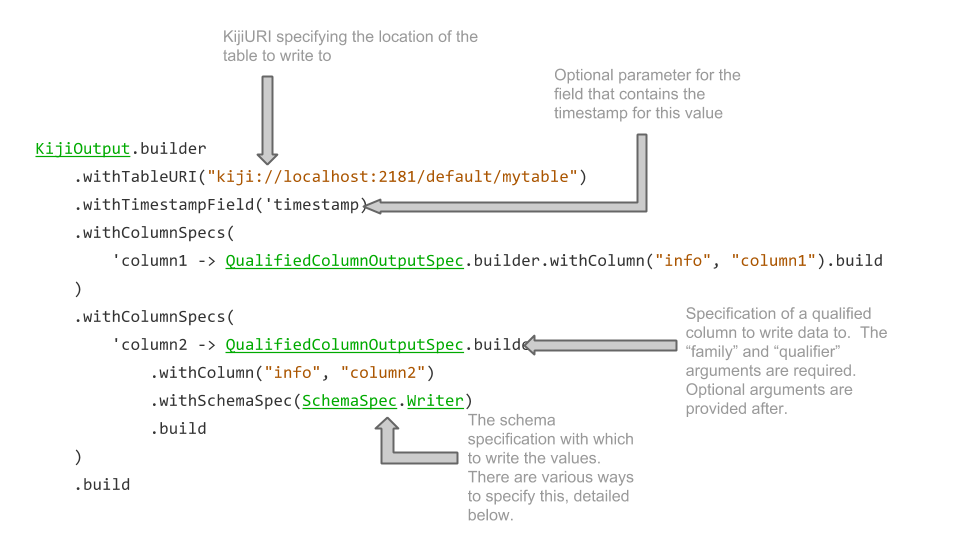 KijiURI specifying the location of the
table to write to
Optional parameter for the
field that contains the
timestamp for this value
KijiOutput.builder
.withTableURI("kiji://localhost:2181/default/mytable")
.withTimestampField('timestamp)
.withColumnSpecs(
'column1 -> QualifiedColumnOutputSpec.builder.withColumn("info", "column1").build
)
.withColumnSpecs(
'column2 -> QualifiedColumnOutputSpec.builde
.withColumn("info", "column2")
.withSchemaSpec(SchemaSpec.Writer)
.build
)
.build
Specification of a qualified
column to write data to.  The
“family” and “qualifier”
arguments are required.
Optional arguments are
provided after.
The schema
specification with which
to write the values.
There are various ways
to specify this, detailed
below.